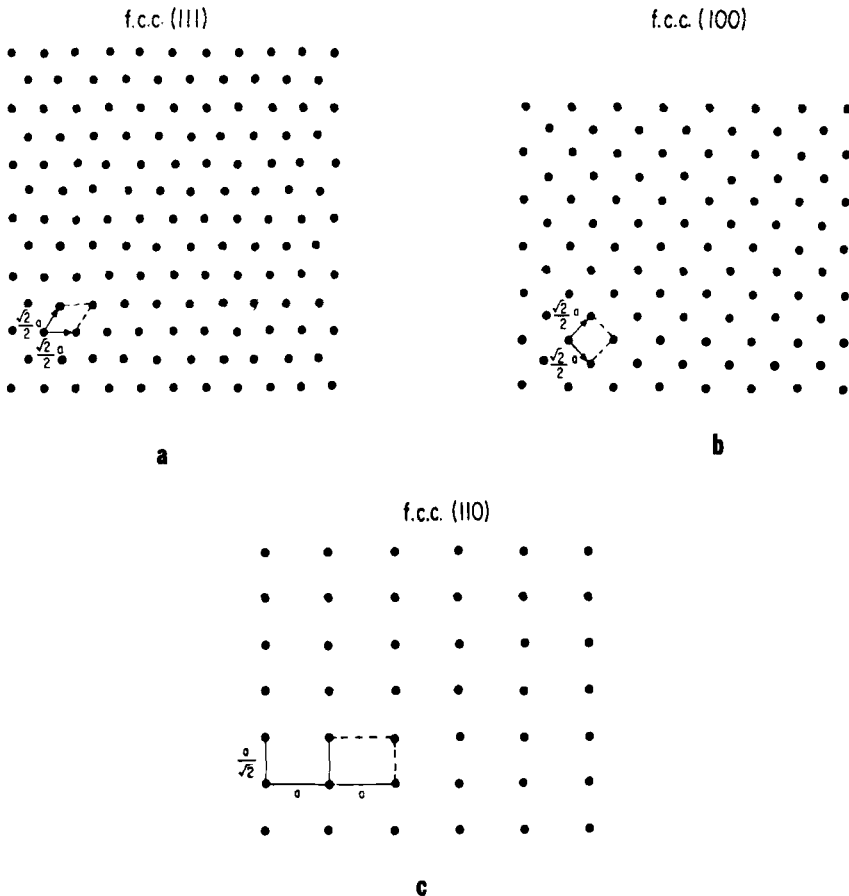 f.c.c. (111)
f.c.c. (100)
√2/2 a
√2/2 a
a
√2/2 a
√2/2 a
b
f.c.c. (110)
a/√2
a
a
c